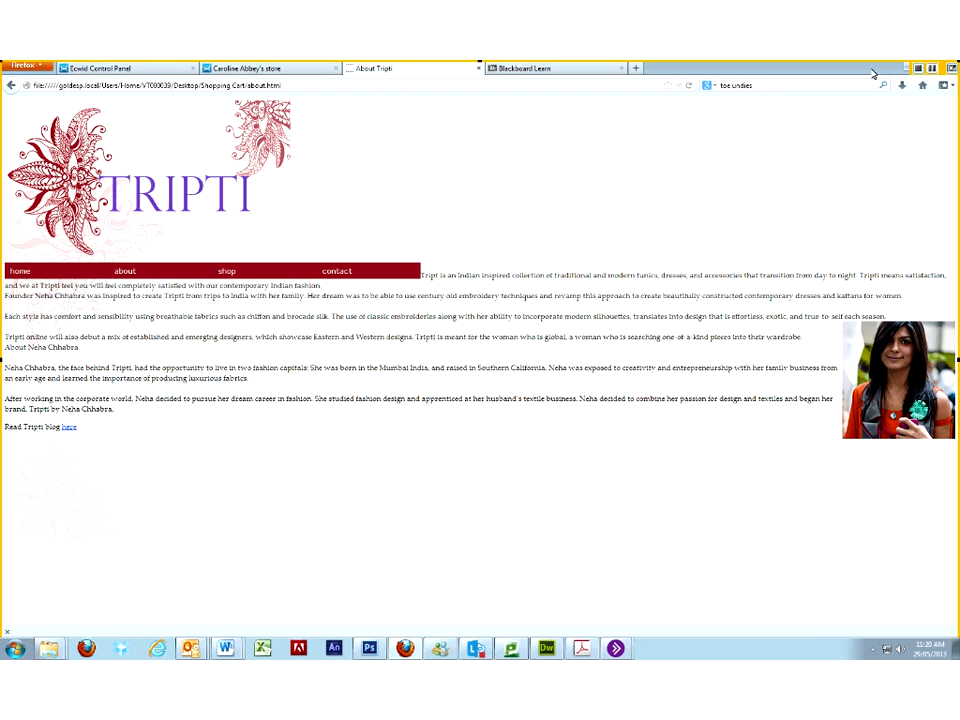 Firefox
Ecwid Control Panel
Caroline Abbey's store
About Tripti
Blackboard Learn
file://///goldesp.local/Users/Home/VT000039/Desktop/Shopping Cart/about.html
toe undies
TRIPTI
home about shop contact
Tript is an Indian inspired collection of traditional and modern tunics, dresses, and accessories that transition from day to night. Tripti means satisfaction,
and we at Tripti feel you will feel completely satisfied with our contemporary Indian fashion.
Founder Neha Chhabra was inspired to create Tripti from trips to India with her family. Her dream was to be able to use century old embroidery techniques and revamp this approach to create beautifully constructed contemporary dresses and kaftans for women.
Each style has comfort and sensibility using breathable fabrics such as chiffon and brocade silk. The use of classic embroideries along with her ability to incorporate modern silhouettes, translates into design that is effortless, exotic, and true-to-self each season.
Tripti online will also debut a mix of established and emerging designers, which showcase Eastern and Western designs. Tripti is meant for the woman who is global, a woman who is searching one-of-a-kind pieces into their wardrobe.
About Neha Chhabra
Neha Chhabra, the face behind Tripti, had the opportunity to live in two fashion capitals: She was born in the Mumbai India, and raised in Southern California. Neha was exposed to creativity and entrepreneurship with her family business from
an early age and learned the importance of producing luxurious fabrics.
After working in the corporate world, Neha decided to pursue her dream career in fashion. She studied fashion design and apprenticed at her husband's textile business. Neha decided to combine her passion for design and textiles and began her
brand, Tripti by Neha Chhabra.
Read Tripti blog here
An
Ps
Dw
11:20 AM
29/05/2013